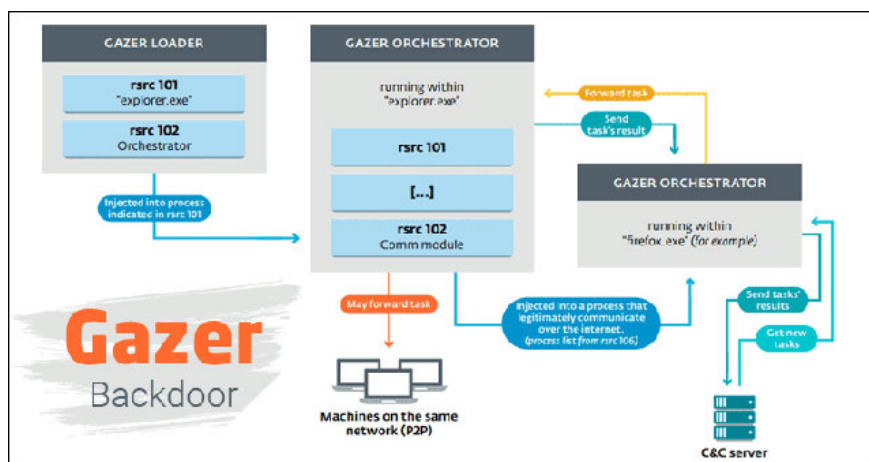 GAZER LOADER
rsrc 101
"explorer.exe"
rsrc 102
Orchestrator
Injected into process
indicated in rsrc 101
GAZER ORCHESTRATOR
running within
"explorer.exe"
rsrc 101
[...]
rsrc 102
Comm module
Forward task
Send
task's result
GAZER ORCHESTRATOR
running within
"firefox.exe" (for example)
May forward task
Injected into a process that
legitimately communicate
over the internet.
(process list from rsrc 106)
Send tasks'
results
Get new
tasks
Machines on the same
network (P2P)
C&C server
Gazer
Backdoor